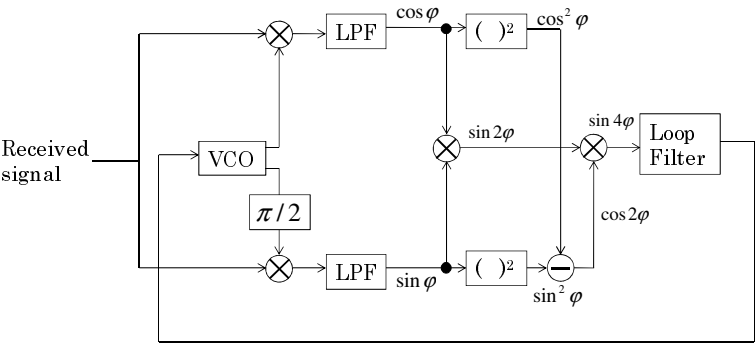 cos φ
cos² φ
LPF
( )²
sin 2φ
sin 4φ
Received
signal
VCO
Loop
Filter
π / 2
cos 2φ
LPF
sin φ
( )²
sin² φ